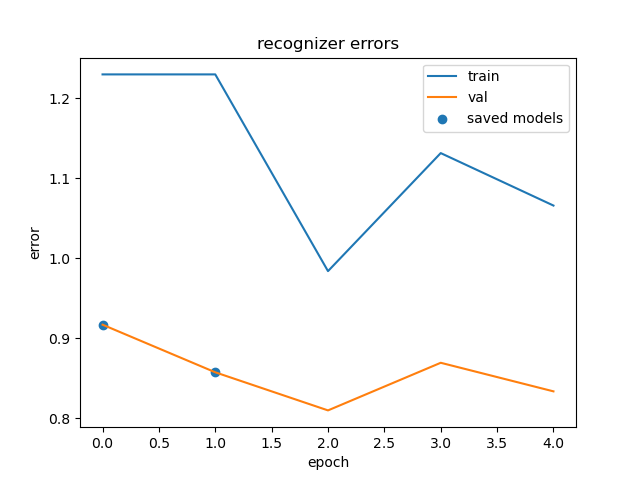 recognizer errors
train
val
saved models
1.2
1.1
1.0
0.9
0.8
error
0.0 0.5 1.0 1.5 2.0 2.5 3.0 3.5 4.0
epoch